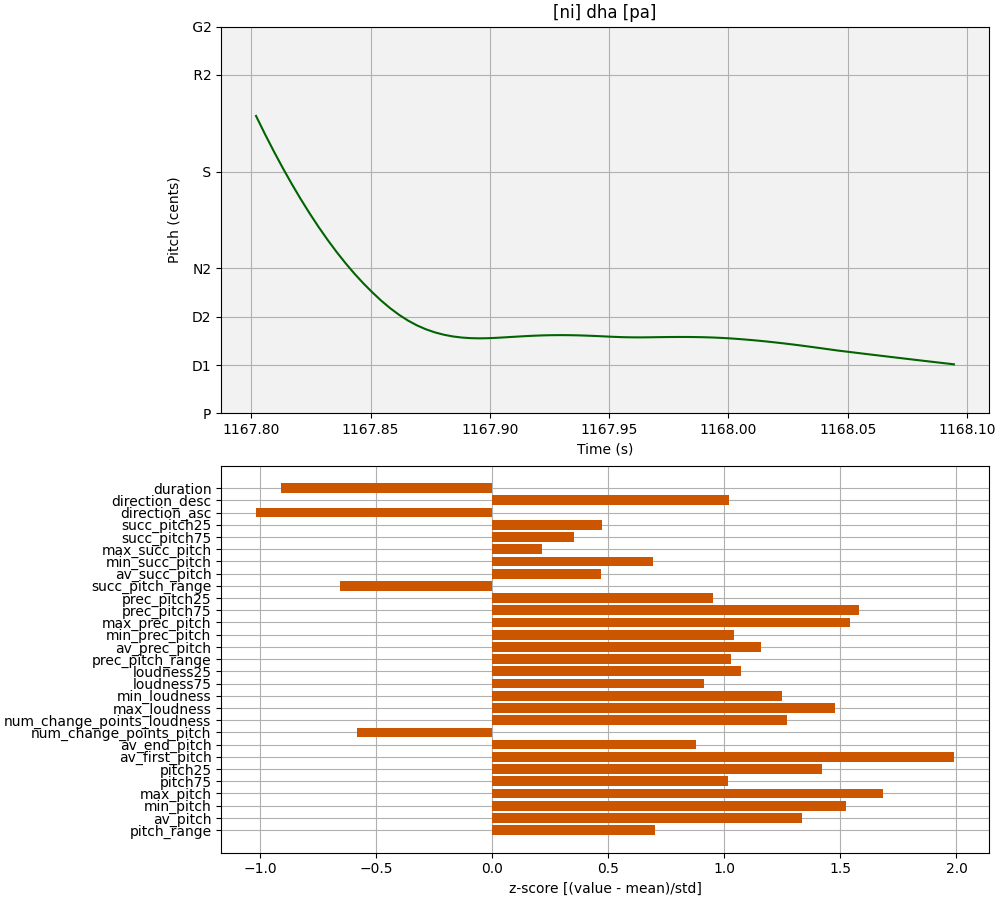 [ni] dha [pa]
G2
R2
S
N2
D2
D1
P
Pitch (cents)
1167.80 1167.85 1167.90 1167.95 1168.00 1168.05 1168.10
Time (s)
duration
direction_desc
direction_asc
succ_pitch25
succ_pitch75
max_succ_pitch
min_succ_pitch
av_succ_pitch
succ_pitch_range
prec_pitch25
prec_pitch75
max_prec_pitch
min_prec_pitch
av_prec_pitch
prec_pitch_range
loudness25
loudness75
min_loudness
max_loudness
num_change_points_loudness
num_change_points_pitch
av_end_pitch
av_first_pitch
pitch25
pitch75
max_pitch
min_pitch
av_pitch
pitch_range
−1.0 −0.5 0.0 0.5 1.0 1.5 2.0
z-score [(value - mean)/std]